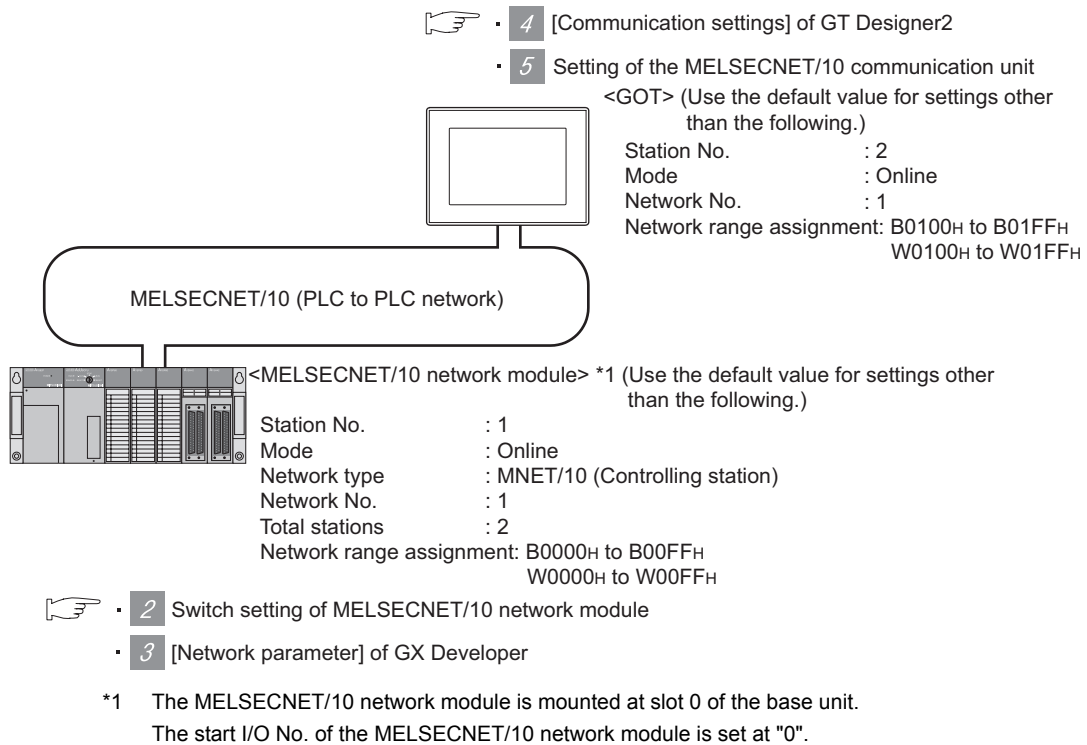 4 [Communication settings] of GT Designer2
5 Setting of the MELSECNET/10 communication unit
<GOT> (Use the default value for settings other
than the following.)
Station No. : 2
Mode : Online
Network No. : 1
Network range assignment: B0100H to B01FFH
W0100H to W01FFH
MELSECNET/10 (PLC to PLC network)
<MELSECNET/10 network module> *1 (Use the default value for settings other
than the following.)
Station No. : 1
Mode : Online
Network type : MNET/10 (Controlling station)
Network No. : 1
Total stations : 2
Network range assignment: B0000H to B00FFH
W0000H to W00FFH
2 Switch setting of MELSECNET/10 network module
3 [Network parameter] of GX Developer
*1 The MELSECNET/10 network module is mounted at slot 0 of the base unit.
The start I/O No. of the MELSECNET/10 network module is set at "0".